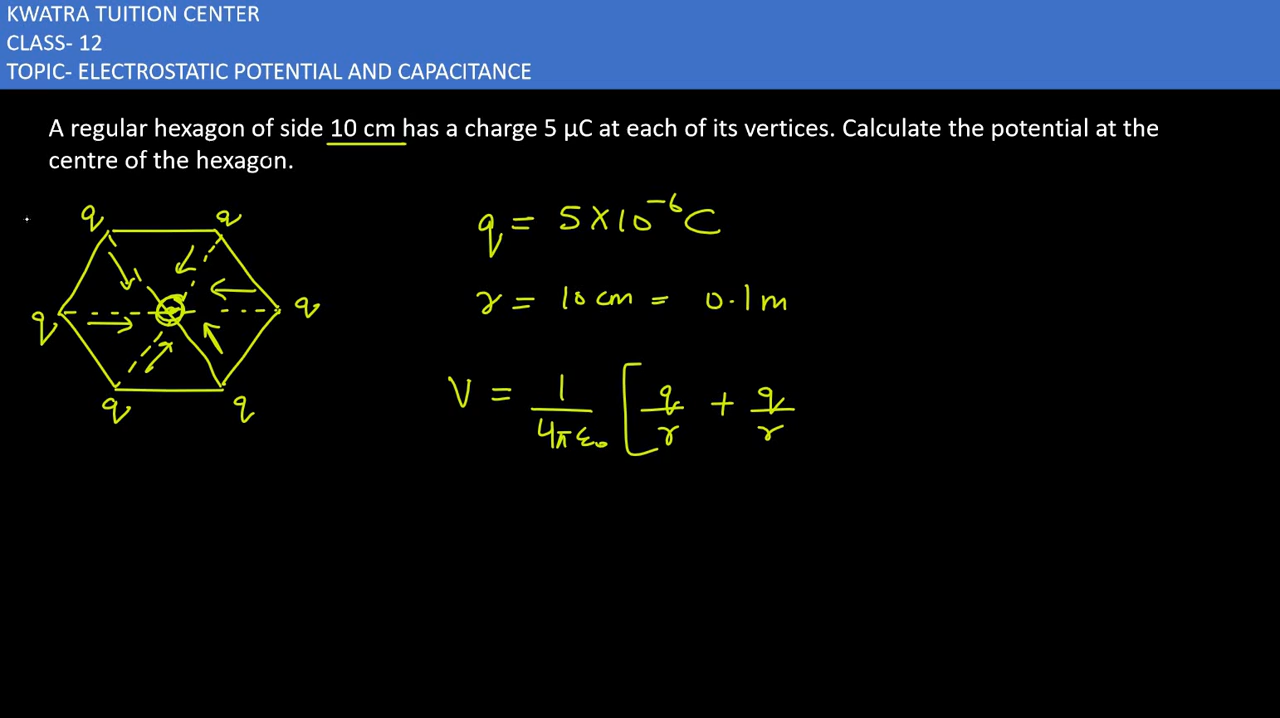 KWATRA TUITION CENTER
CLASS- 12
TOPIC- ELECTROSTATIC POTENTIAL AND CAPACITANCE
A regular hexagon of side 10 cm has a charge 5 µC at each of its vertices. Calculate the potential at the
centre of the hexagon.
q q
q q
q q
q = 5×10⁻⁶C
r = 10 cm = 0.1 m
V = 1/4πε₀ [ q/r + q/r